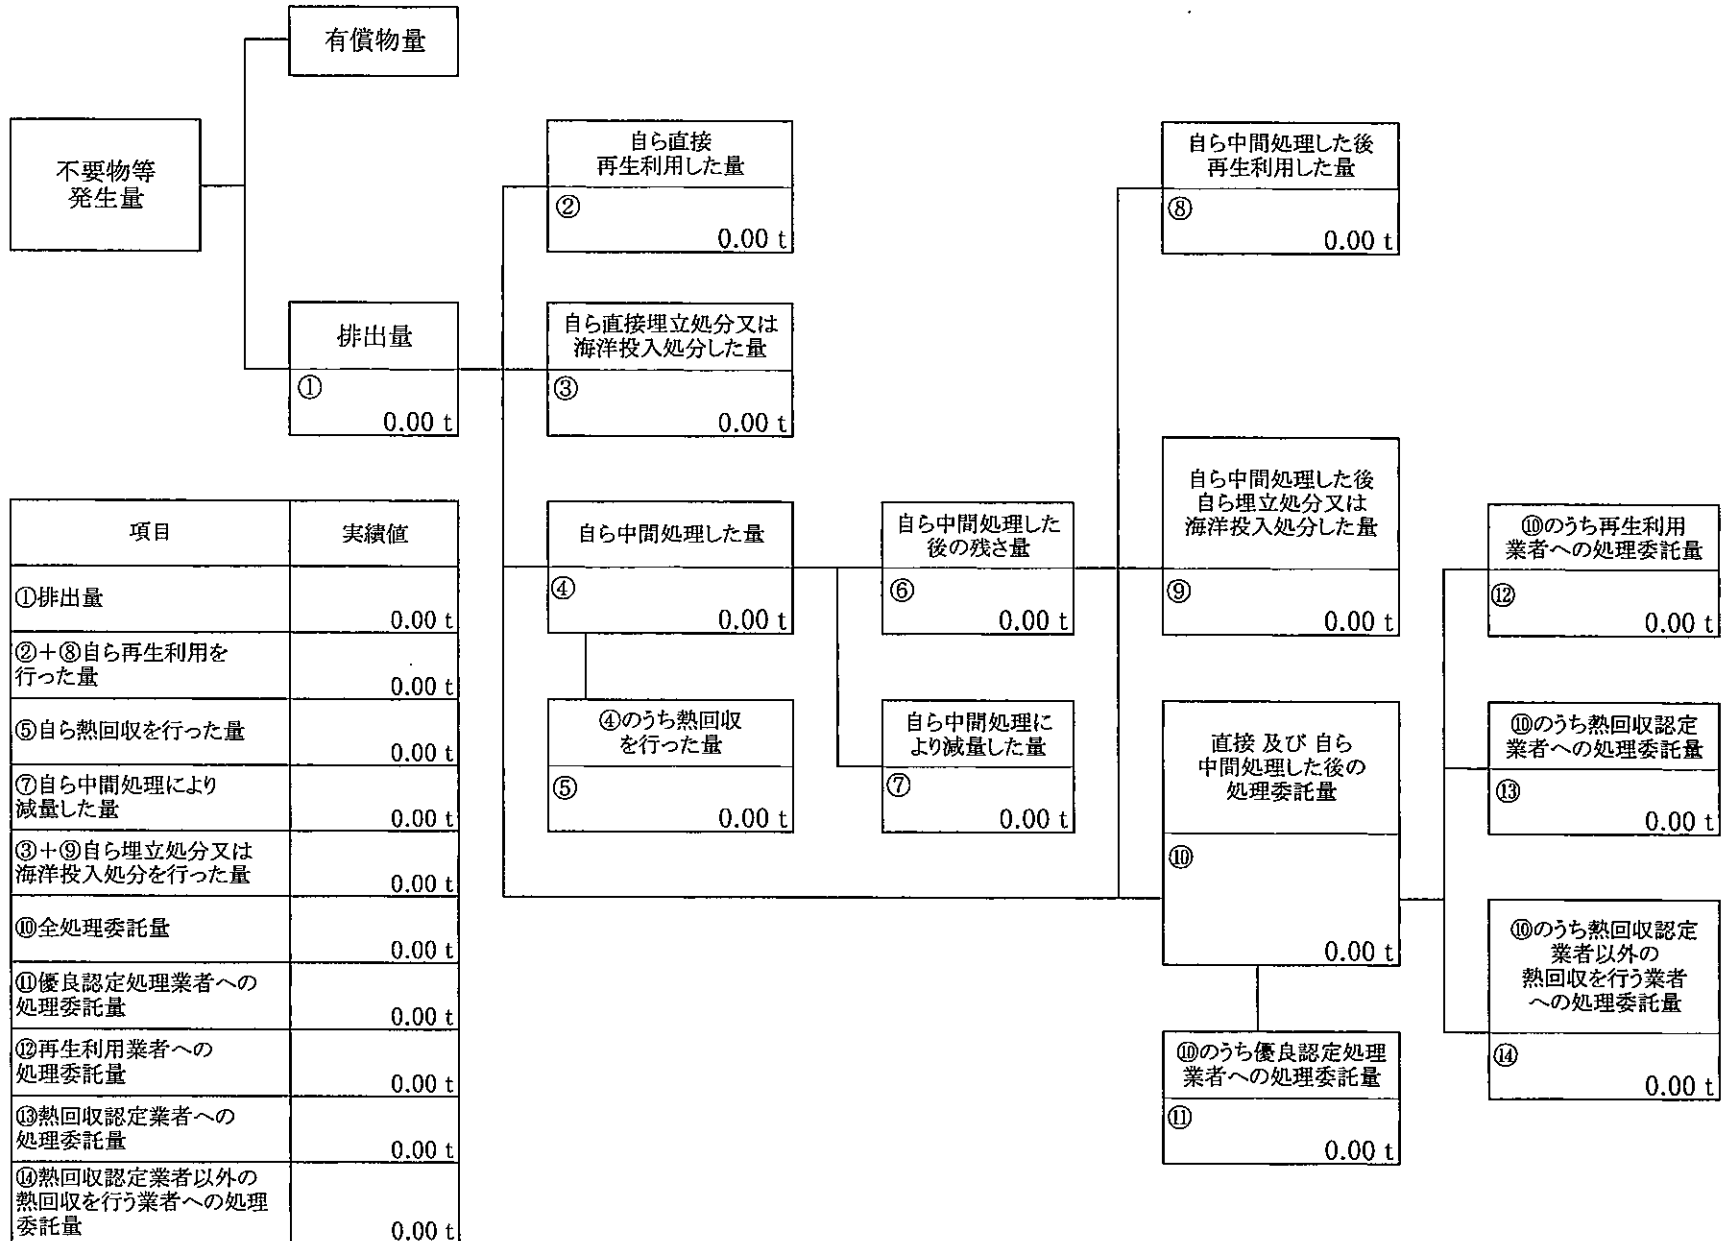 有償物量
不要物等
発生量
排出量
①
0.00 t
自ら直接
再生利用した量
②
0.00 t
自ら直接埋立処分又は
海洋投入処分した量
③
0.00 t
自ら中間処理した量
④
0.00 t
④のうち熱回収
を行った量
⑤
0.00 t
自ら中間処理した
後の残さ量
⑥
0.00 t
自ら中間処理に
より減量した量
⑦
0.00 t
自ら中間処理した後
再生利用した量
⑧
0.00 t
自ら中間処理した後
自ら埋立処分又は
海洋投入処分した量
⑨
0.00 t
直接 及び 自ら
中間処理した後の
処理委託量
⑩
0.00 t
⑩のうち優良認定処理
業者への処理委託量
⑪
0.00 t
⑩のうち再生利用
業者への処理委託量
⑫
0.00 t
⑩のうち熱回収認定
業者への処理委託量
⑬
0.00 t
⑩のうち熱回収認定
業者以外の
熱回収を行う業者
への処理委託量
⑭
0.00 t
項目 実績値
①排出量
0.00 t
②+⑧自ら再生利用を
行った量
0.00 t
⑤自ら熱回収を行った量
0.00 t
⑦自ら中間処理により
減量した量
0.00 t
③+⑨自ら埋立処分又は
海洋投入処分を行った量
0.00 t
⑩全処理委託量
0.00 t
⑪優良認定処理業者への
処理委託量
0.00 t
⑫再生利用業者への
処理委託量
0.00 t
⑬熱回収認定業者への
処理委託量
0.00 t
⑭熱回収認定業者以外の
熱回収を行う業者への処理
委託量
0.00 t